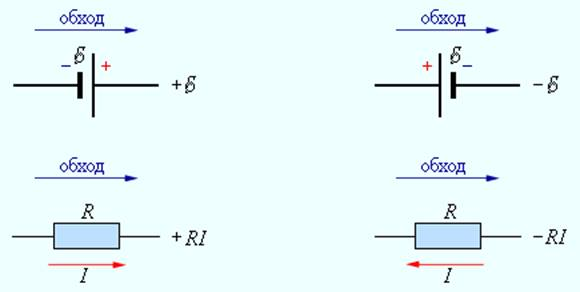 обход обход
– ℰ + + ℰ –
+ℰ –ℰ
обход обход
R R
+RI –RI
I I